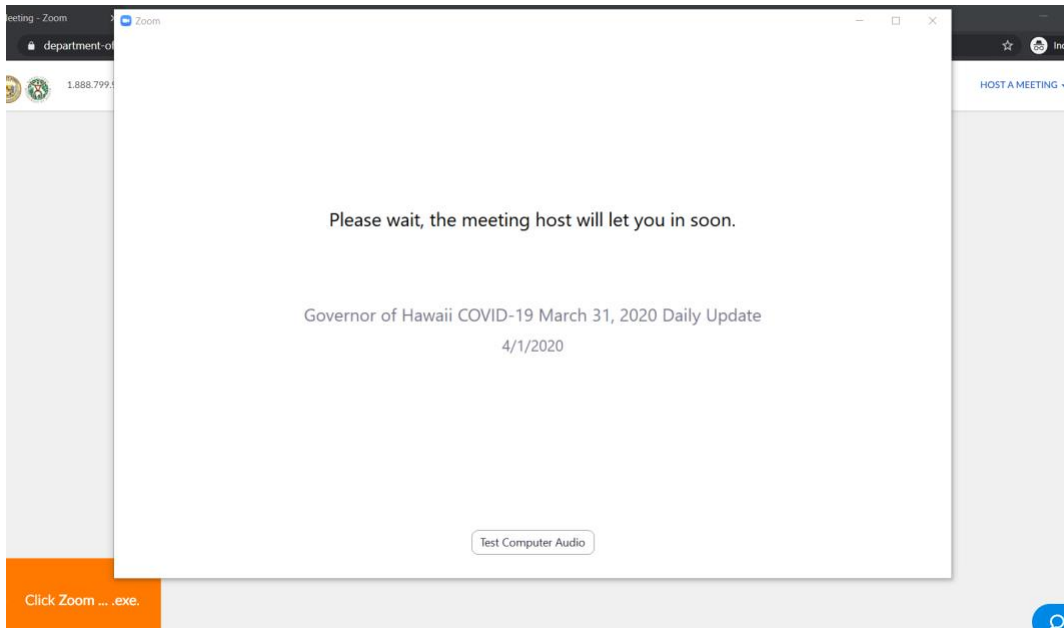 leeting - Zoom
Zoom
department-of
1.888.799.9
HOST A MEETING
Please wait, the meeting host will let you in soon.
Governor of Hawaii COVID-19 March 31, 2020 Daily Update
4/1/2020
Test Computer Audio
Click Zoom ... .exe.